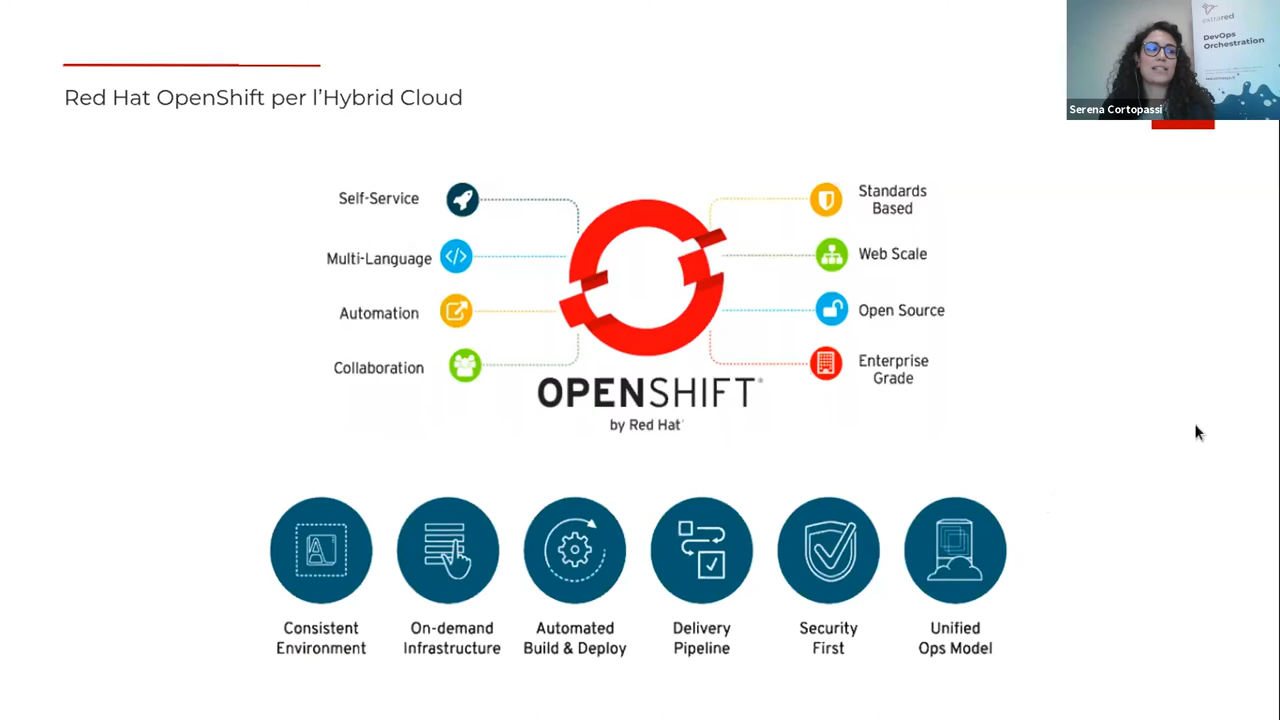 Red Hat OpenShift per l’Hybrid Cloud
extrared
DevOps
Orchestration
Serena Cortopassi
Self-Service
Multi-Language
Automation
Collaboration
Standards
Based
Web Scale
Open Source
Enterprise
Grade
OPENSHIFT®
by Red Hat
Consistent
Environment
On-demand
Infrastructure
Automated
Build & Deploy
Delivery
Pipeline
Security
First
Unified
Ops Model